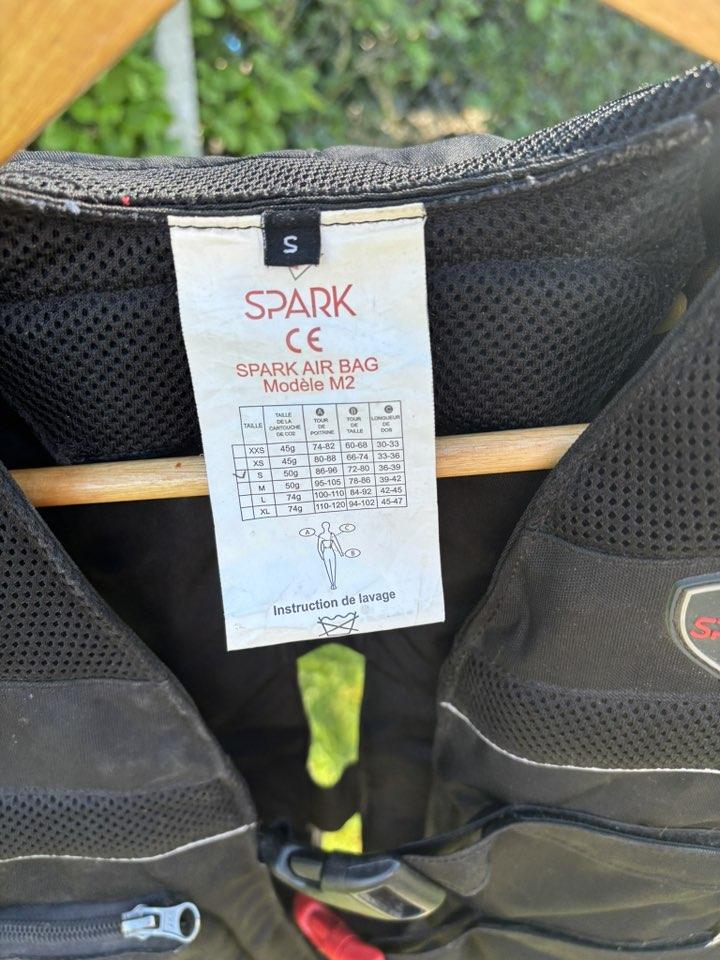 S
SPARK
CE
SPARK AIR BAG
Modèle M2
TAILLE TAILLE DE LA CARTOUCHE DE CO2 A TOUR DE POITRINE B TOUR DE TAILLE C LONGUEUR DE DOS
XXS 45g 74-82 60-68 30-33
XS 45g 80-88 66-74 33-36
S 50g 86-96 72-80 36-39
M 50g 95-105 78-86 39-42
L 74g 100-110 84-92 42-45
XL 74g 110-120 94-102 45-47
A C
B
Instruction de lavage